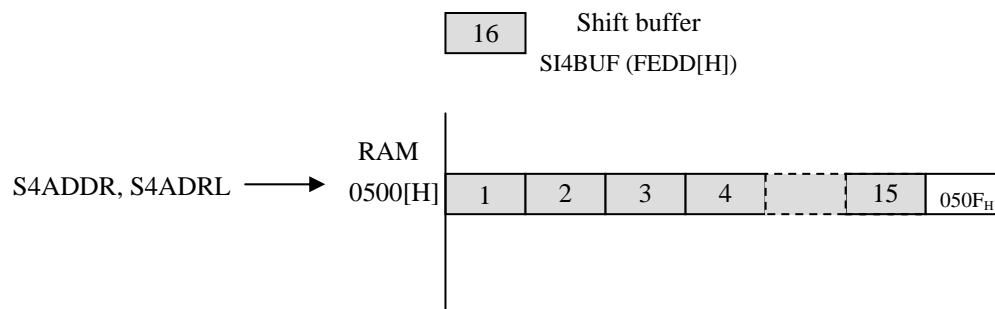 16 Shift buffer
SI4BUF (FEDD[H])
RAM
S4ADDR, S4ADRL
0500[H] 1 2 3 4 15 050FH